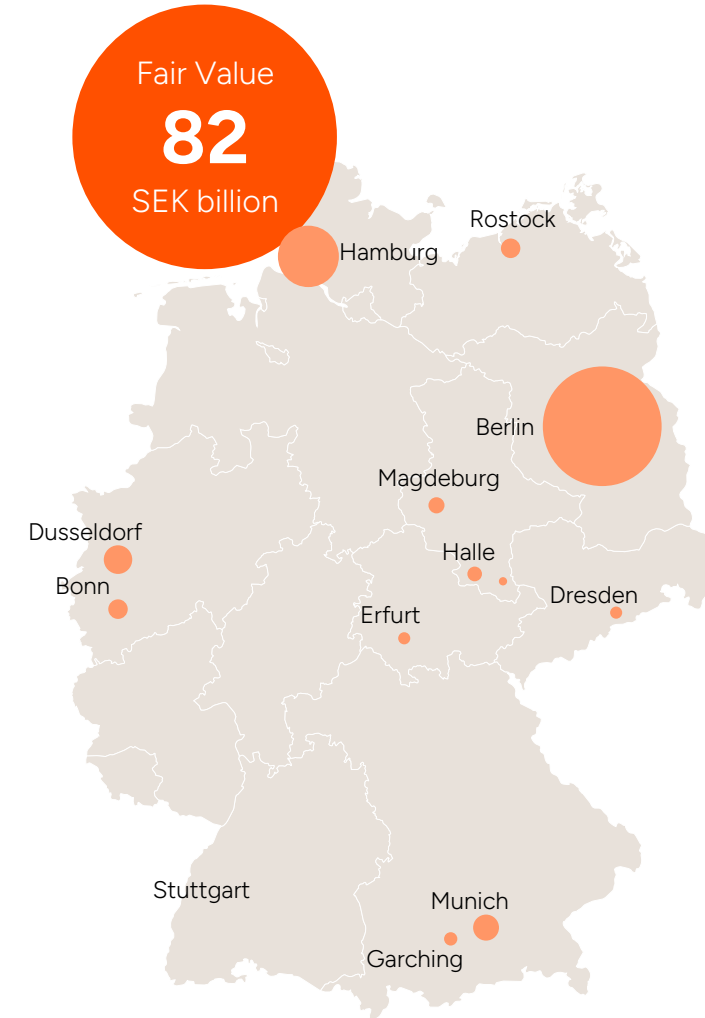 Fair Value
82
SEK billion
Rostock
Hamburg
Berlin
Magdeburg
Dusseldorf
Halle
Bonn
Dresden
Erfurt
Stuttgart
Munich
Garching